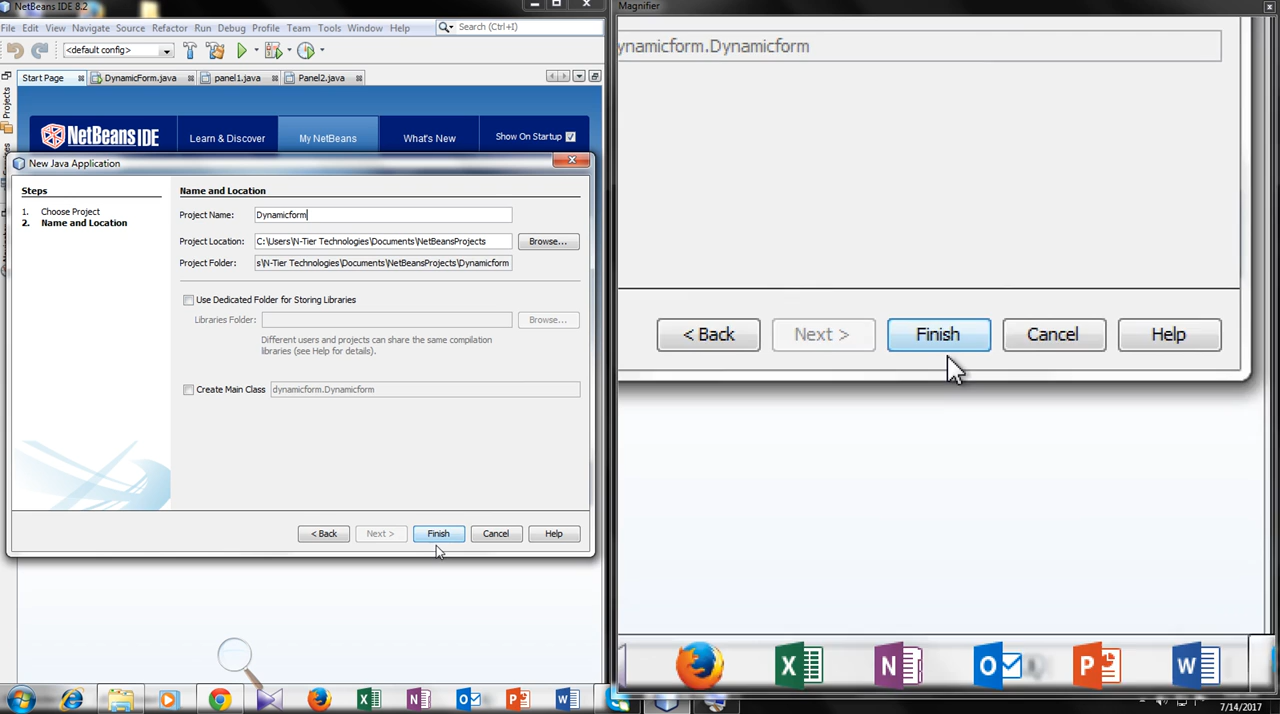 NetBeans IDE 8.2
File Edit View Navigate Source Refactor Run Debug Profile Team Tools Window Help
Search (Ctrl+I)
<default config>
Start Page
DynamicForm.java
panel1.java
Panel2.java
Projects
NetBeans IDE
Learn & Discover
My NetBeans
What's New
Show On Startup
New Java Application
Steps
1. Choose Project
2. Name and Location
Name and Location
Project Name: Dynamicform
Project Location: C:\Users\N-Tier Technologies\Documents\NetBeansProjects Browse...
Project Folder: s\N-Tier Technologies\Documents\NetBeansProjects\Dynamicform
Use Dedicated Folder for Storing Libraries
Libraries Folder: Browse...
Different users and projects can share the same compilation
libraries (see Help for details).
Create Main Class dynamicform.Dynamicform
< Back Next > Finish Cancel Help
Magnifier
ynamicform.Dynamicform
< Back Next > Finish Cancel Help
7/14/2017